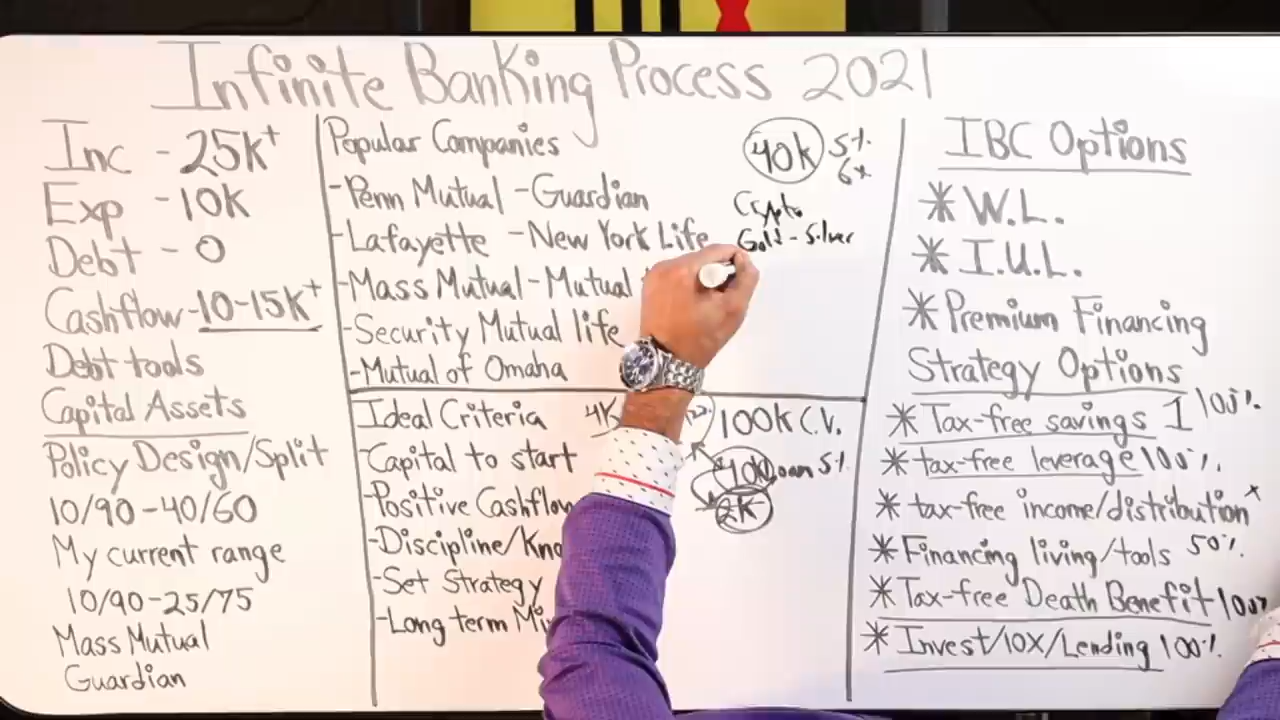 Infinite Banking Process 2021
Inc - 25K+
Exp - 10K
Debt - 0
Cashflow - 10-15K+
Debt tools
Capital Assets
Policy Design/Split
10/90 - 40/60
My current range
10/90 - 25/75
Mass Mutual
Guardian
Popular Companies
- Penn Mutual - Guardian
- Lafayette - New York Life
- Mass Mutual - Mutual
- Security Mutual life
- Mutual of Omaha
40K 5%
6x
Crypto
Gold - Silver
Ideal Criteria
- Capital to start
- Positive Cashflow
- Discipline/Kno
- Set Strategy
- Long term Mi
4K
100K C.V.
40K Loan 5%
2K
IBC Options
* W.L.
* I.U.L.
* Premium Financing
Strategy Options
* Tax-free savings 1 100%
* tax-free leverage 100%
* tax-free income/distribution x
* Financing living/tools 50%
* Tax-free Death Benefit 100%
* Invest/10X/Lending 100%